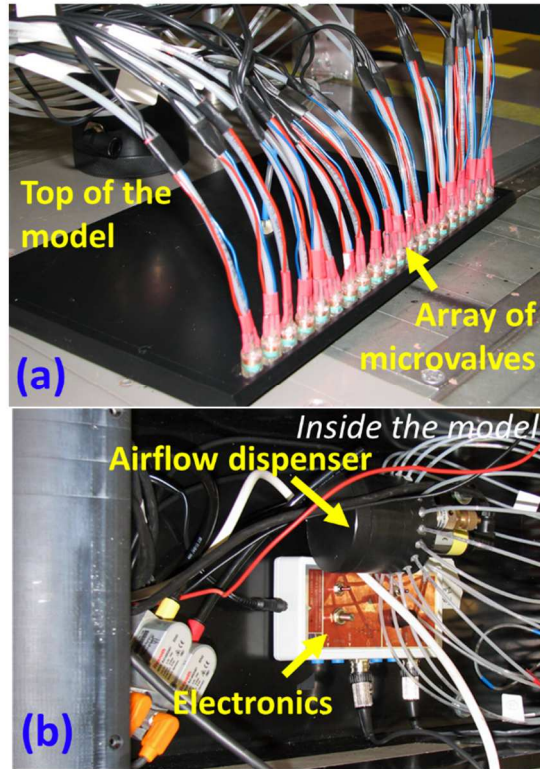 Top of the
model
Array of
microvalves
(a)
Inside the model
Airflow dispenser
Electronics
(b)